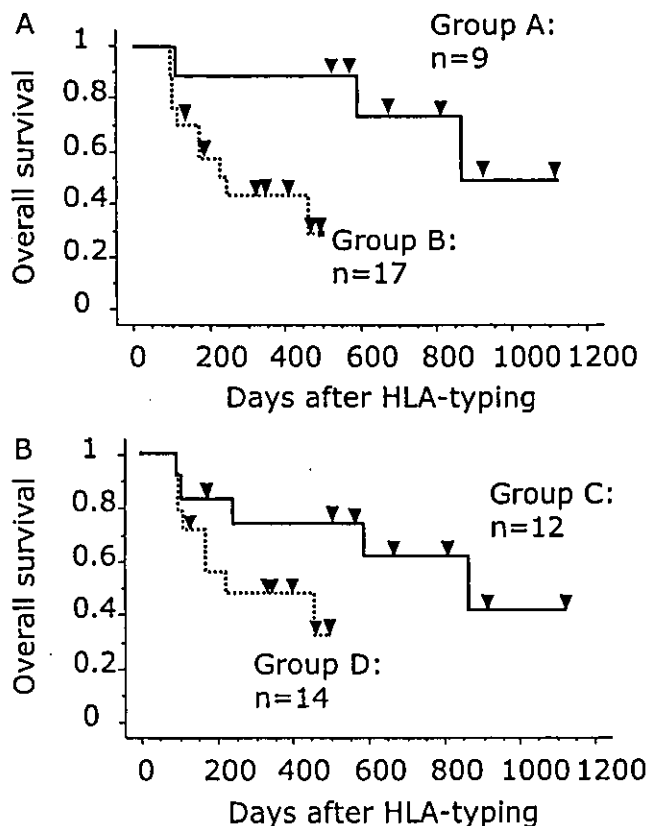 A
Group A:
n=9
1
0.8
0.6
0.4
0.2
0
Overall survival
Group B:
n=17
0 200 400 600 800 1000 1200
Days after HLA-typing
B
1
0.8
0.6
0.4
0.2
0
Overall survival
Group C:
n=12
Group D:
n=14
0 200 400 600 800 1000 1200
Days after HLA-typing